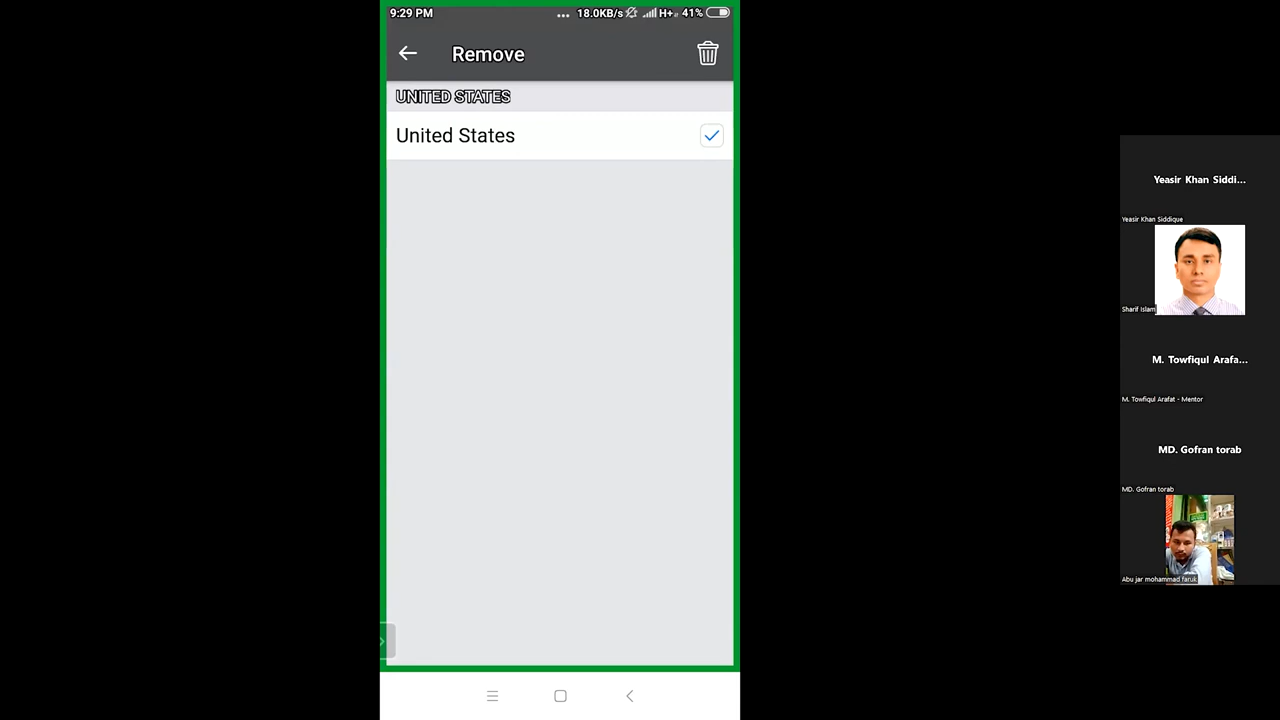 9:29 PM
... 18.0KB/s H+ 41%
Remove
UNITED STATES
United States
Yeasir Khan Siddi...
Yeasir Khan Siddique
Sharif Islam
M. Towfiqul Arafa...
M. Towfiqul Arafat - Mentor
MD. Gofran torab
MD. Gofran torab
Abu jar mohammad faruk